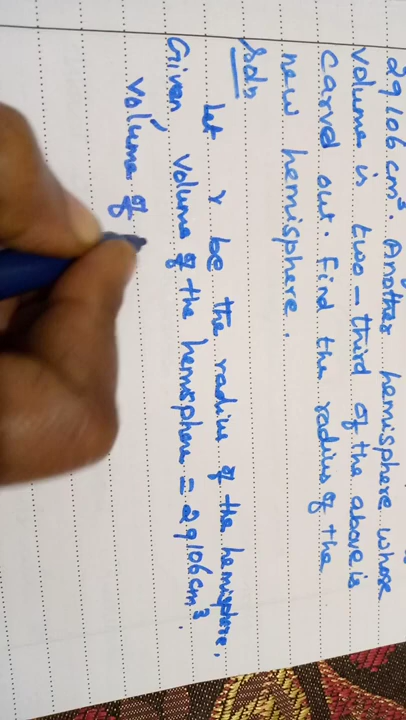 29106 cm³. Another hemisphere whose
volume is two-third of the above is
carved out. Find the radius of the
new hemisphere.
Soln
Let r be the radius of the hemisphere.
Given volume of the hemisphere = 29106 cm³.
Volume of